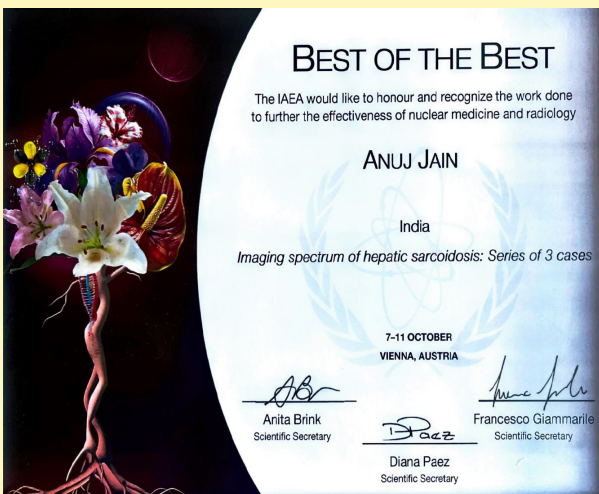 BEST OF THE BEST
The IAEA would like to honour and recognize the work done
to further the effectiveness of nuclear medicine and radiology
ANUJ JAIN
India
Imaging spectrum of hepatic sarcoidosis: Series of 3 cases
7–11 OCTOBER
VIENNA, AUSTRIA
Anita Brink
Scientific Secretary
DPaez
Diana Paez
Scientific Secretary
Francesco Giammarile
Scientific Secretary